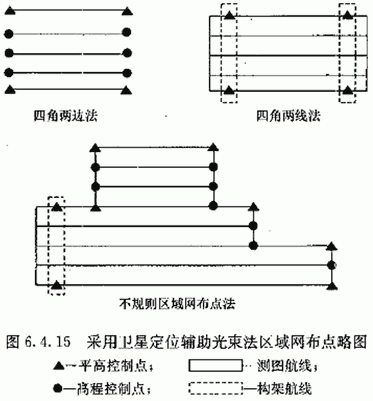 四角两边法
四角两线法
不规则区域网布点法
图 6.4.15 采用卫星定位辅助光束法区域网布点略图
▲—平高控制点；
测图航线；
●—高程控制点；
构架航线